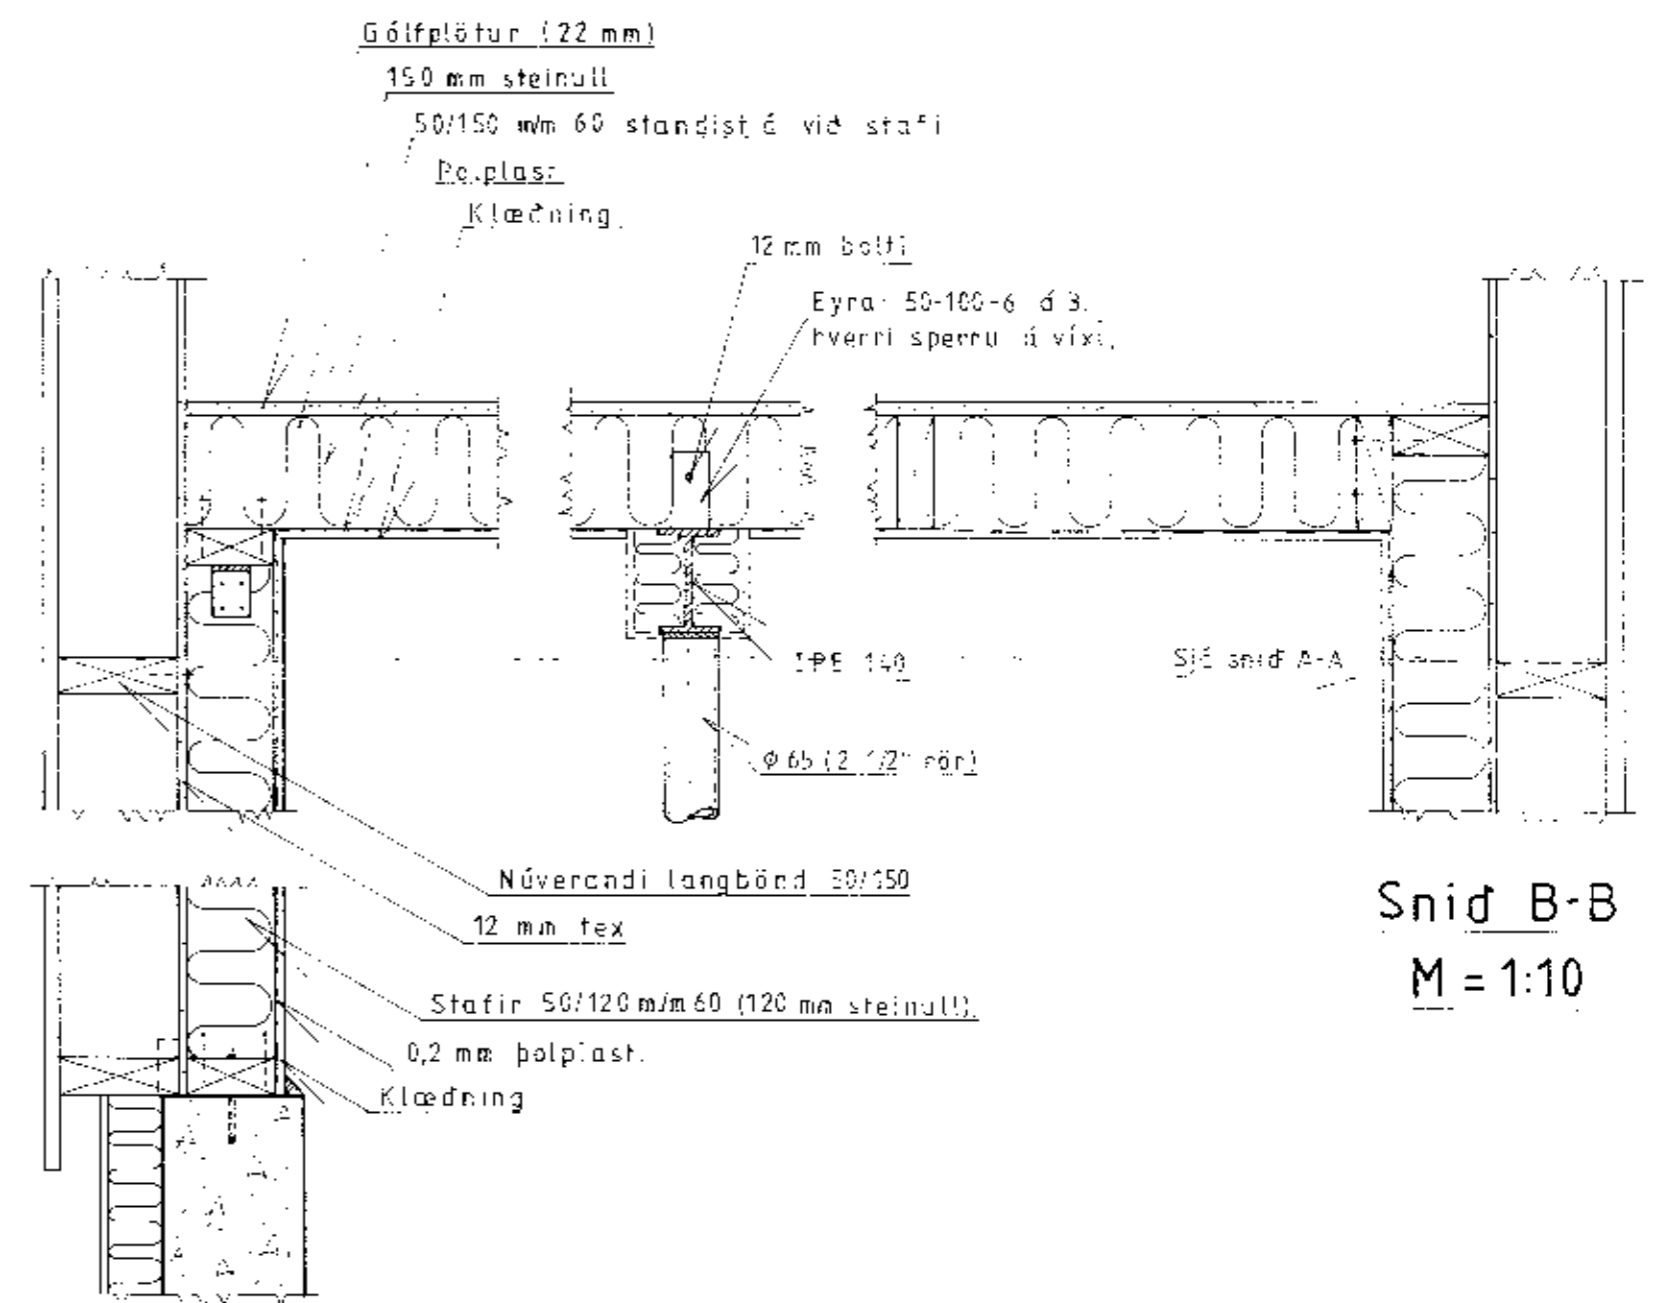 Gólfplötur (22 mm)
150 mm steinull
50/150 m/m 60 standist á við stafi
Þolplast
Klæðning
12 mm bolti
Eyra 50-100-6 á 3.
hverri sperru á víxl.
IPE 140
Sjá snið A-A
Φ 65 (2 1/2" rör)
Núverandi langbönd 50/150
12 mm tex
Snið B-B
M = 1:10
Stafir 50/120 m/m 60 (120 mm steinull).
0,2 mm þolplast.
Klæðning